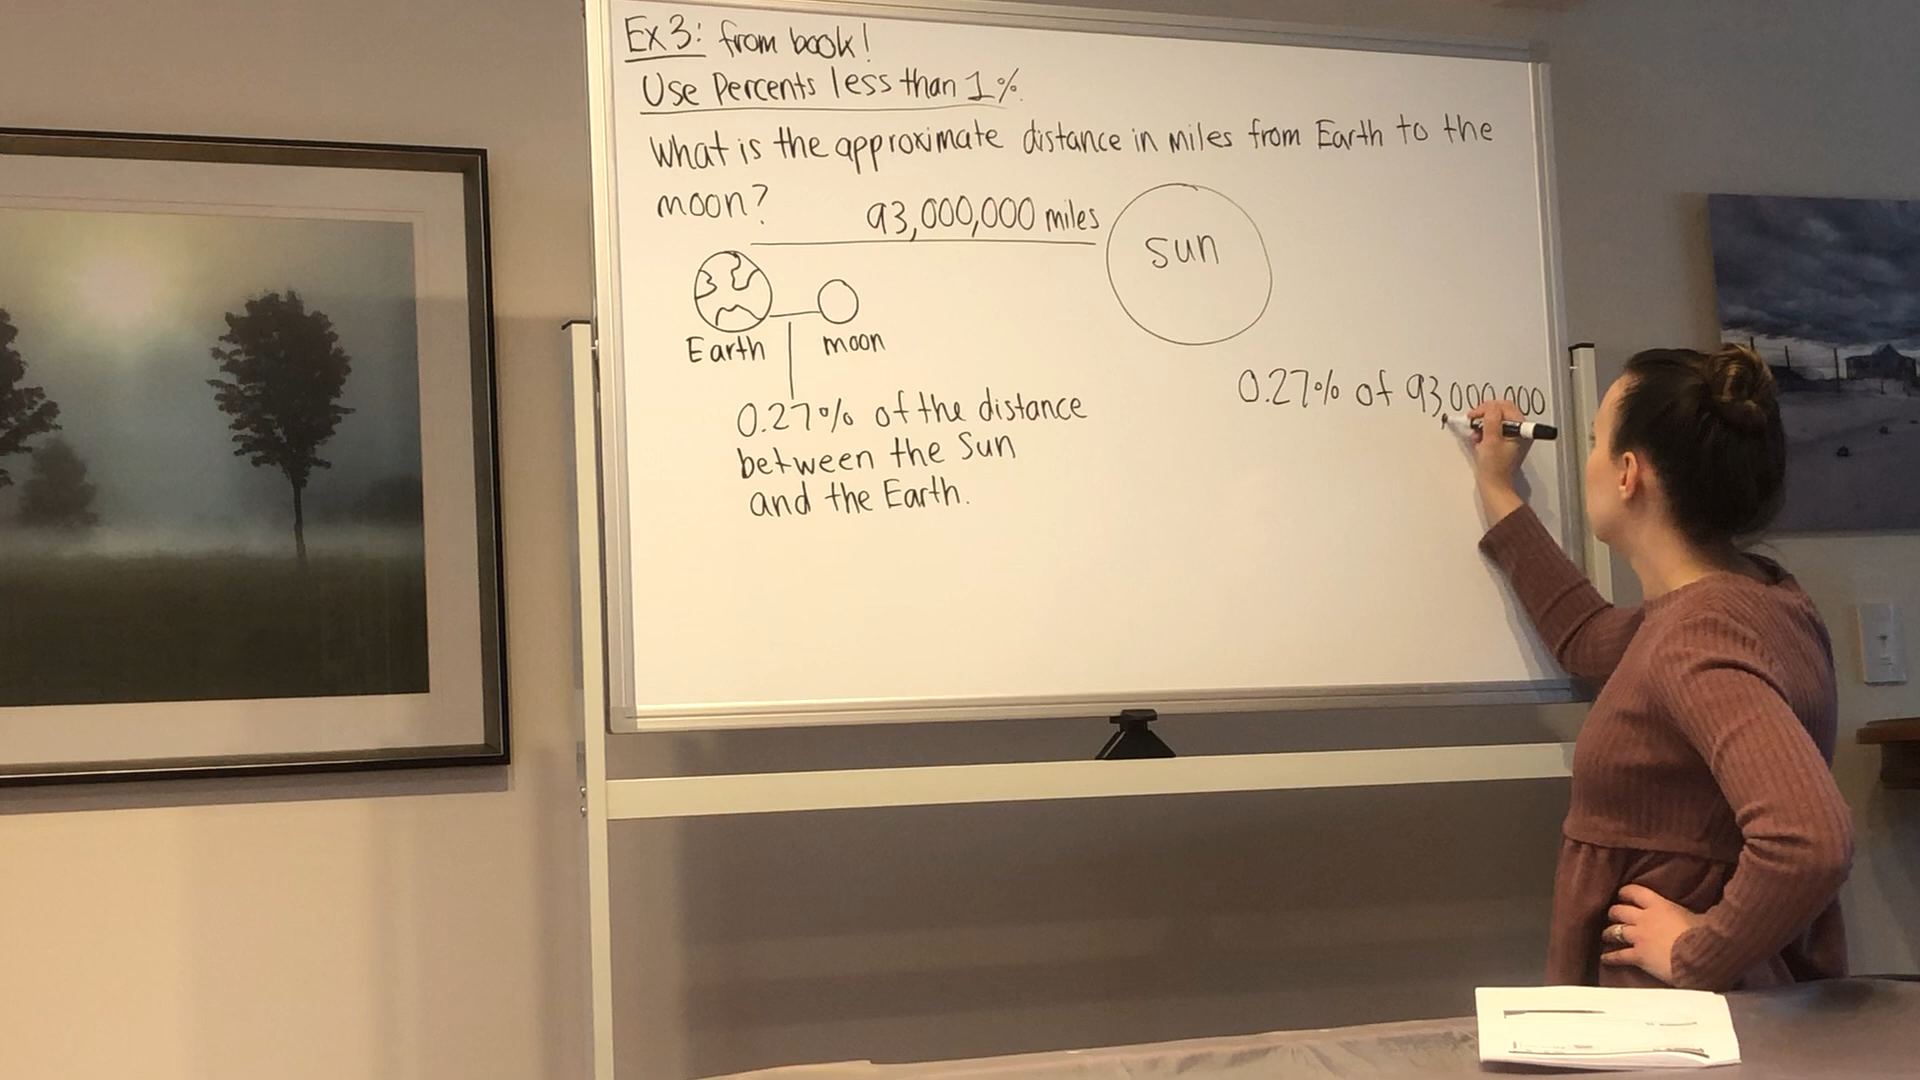 Ex 3: from book!
Use Percents less than 1%.
What is the approximate distance in miles from Earth to the
moon?
93,000,000 miles
sun
Earth
moon
0.27% of the distance
between the Sun
and the Earth.
0.27% of 93,000,000